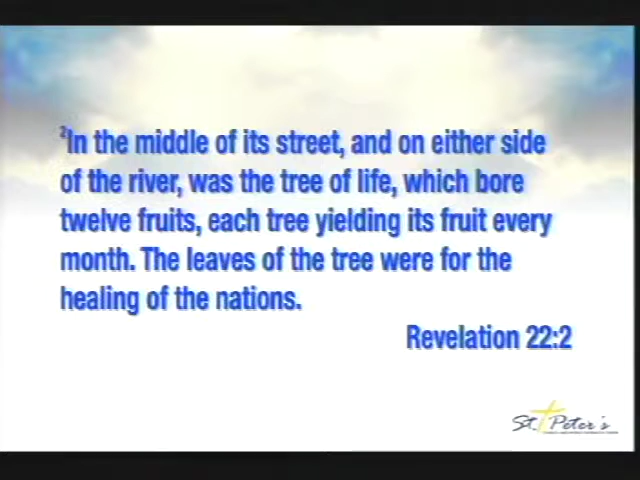 ²In the middle of its street, and on either side
of the river, was the tree of life, which bore
twelve fruits, each tree yielding its fruit every
month. The leaves of the tree were for the
healing of the nations.
Revelation 22:2
St. Peter's